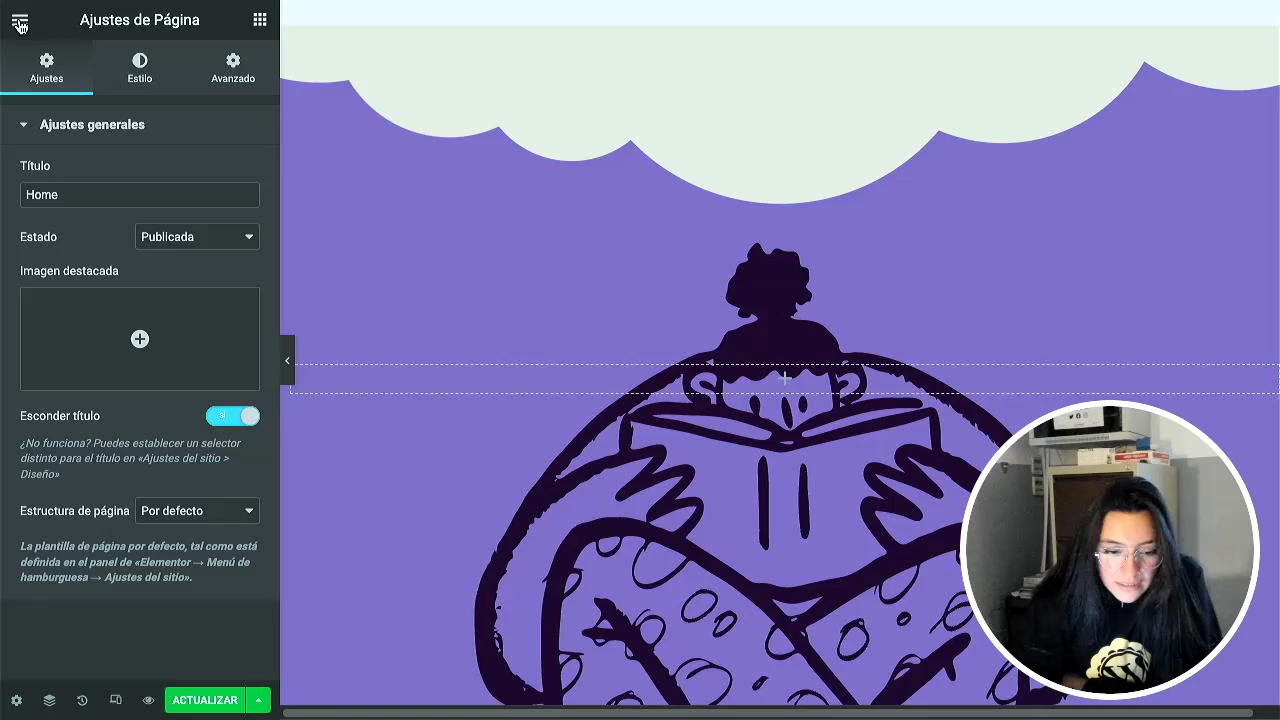 Ajustes de Página
Ajustes
Estilo
Avanzado
Ajustes generales
Título
Home
Estado
Publicada
Imagen destacada
Esconder título
SÍ
¿No funciona? Puedes establecer un selector
distinto para el título en «Ajustes del sitio >
Diseño»
Estructura de página
Por defecto
La plantilla de página por defecto, tal como está
definida en el panel de «Elementor → Menú de
hamburguesa → Ajustes del sitio».
ACTUALIZAR